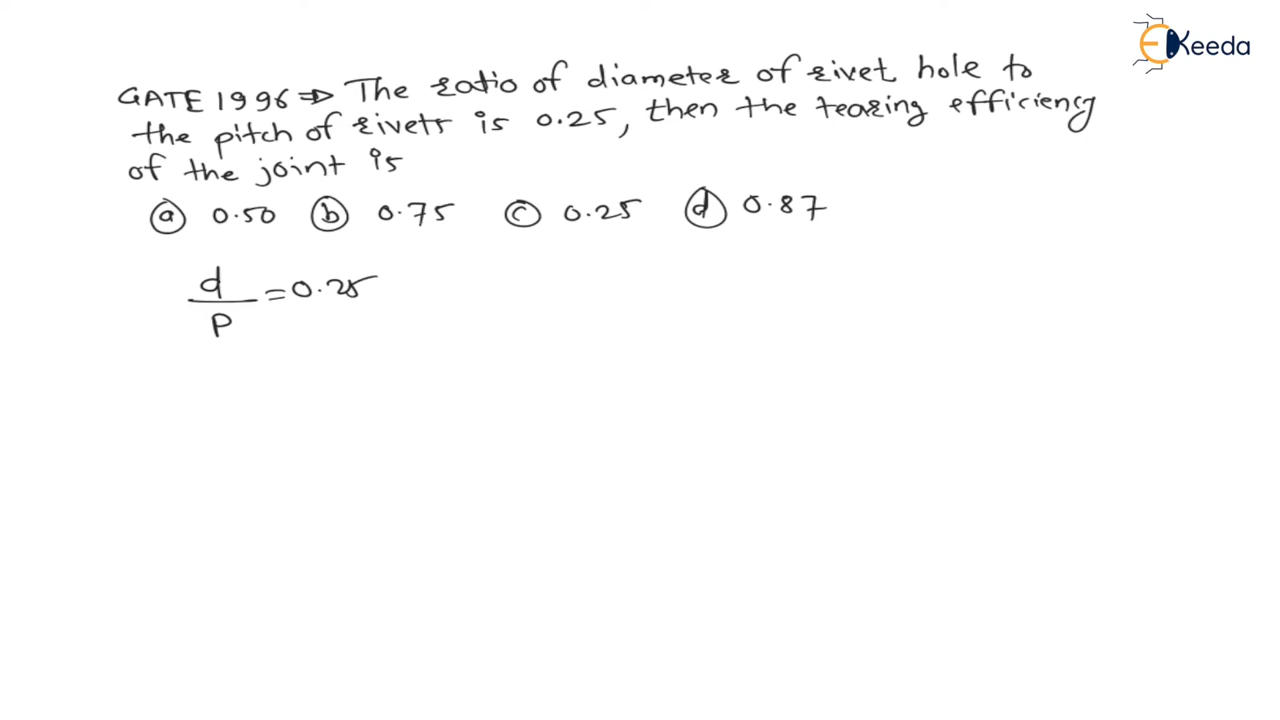 EKeeda
GATE 1996 ⇒ The ratio of diameter of rivet hole to
the pitch of rivets is 0.25, then the tearing efficiency
of the joint is
ⓐ 0.50 ⓑ 0.75 ⓒ 0.25 ⓓ 0.87
d
— = 0.25
P